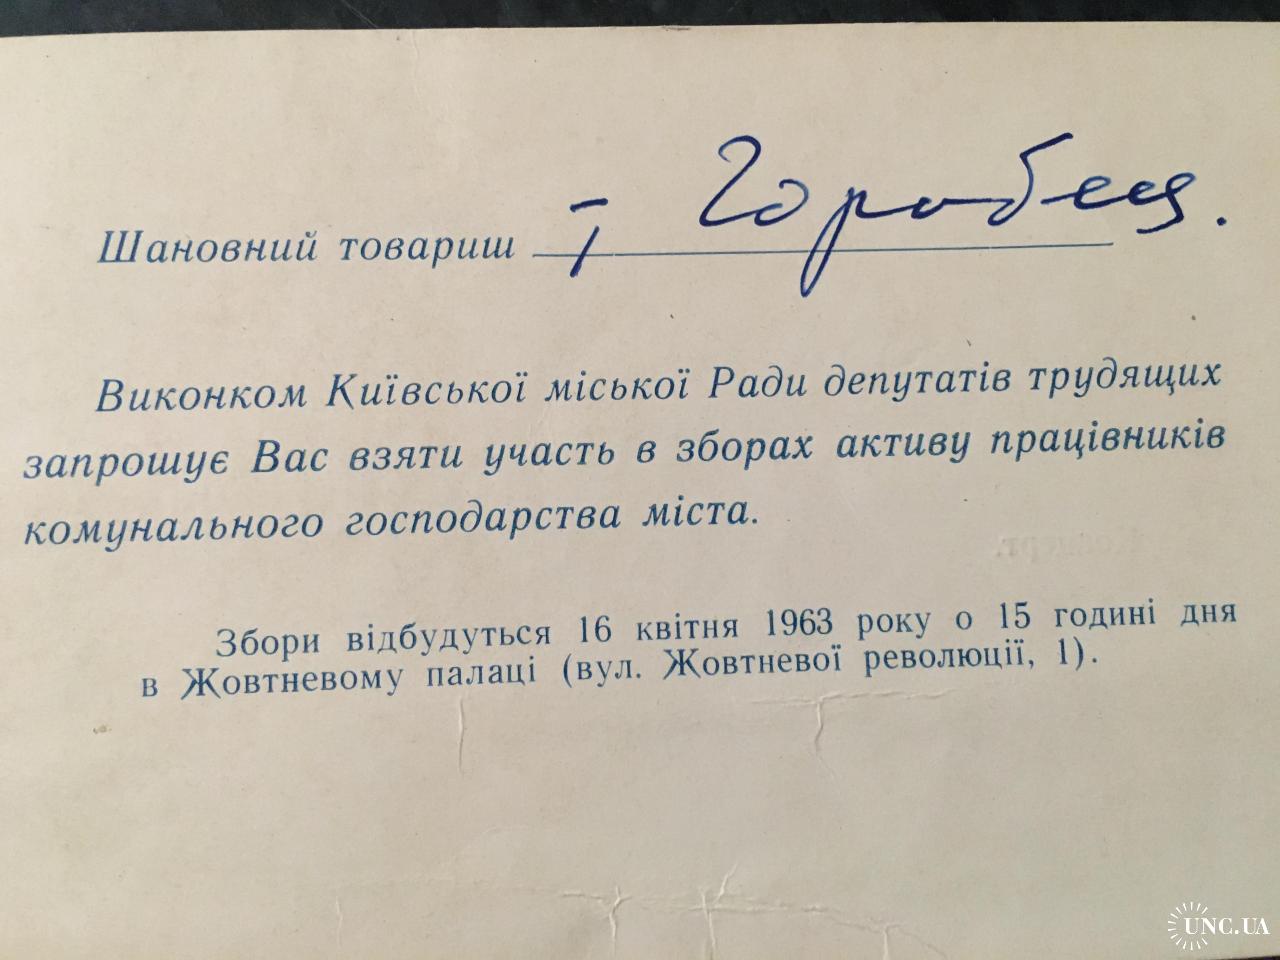 Шановний товариш т. Горобец.
Виконком Київської міської Ради депутатів трудящих
запрошує Вас взяти участь в зборах активу працівників
комунального господарства міста.
Збори відбудуться 16 квітня 1963 року о 15 годині дня
в Жовтневому палаці (вул. Жовтневої революції, 1).
UNC.UA